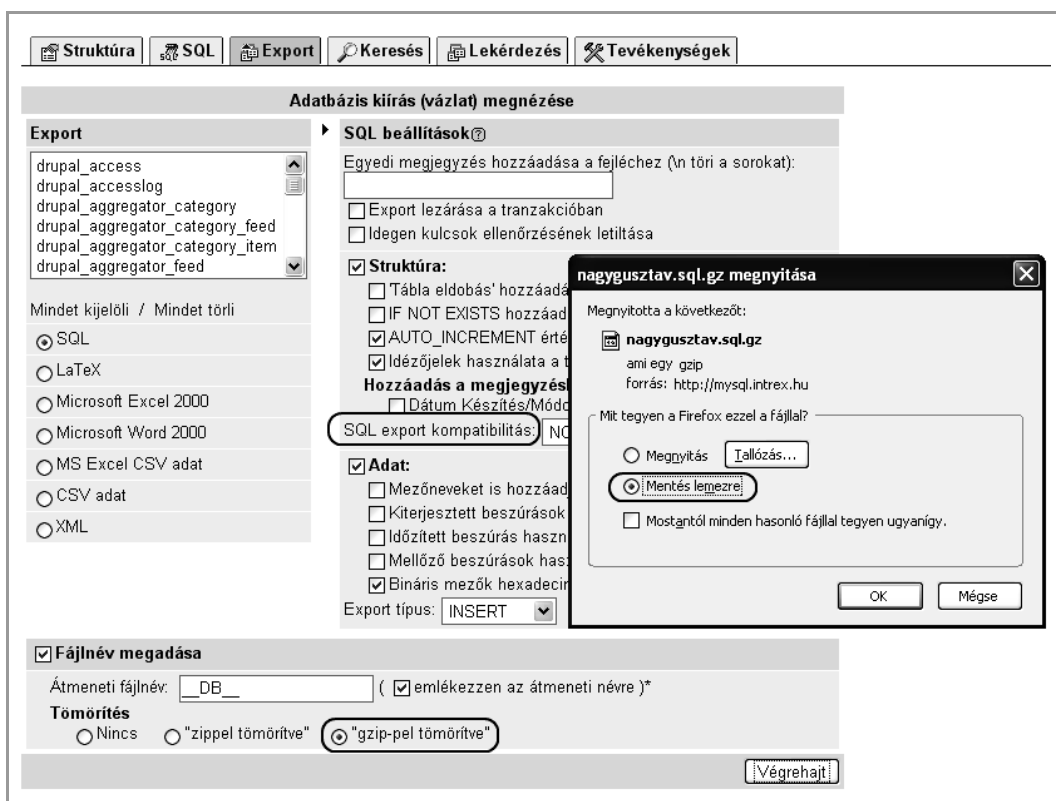 Struktúra SQL Export Keresés Lekérdezés Tevékenységek
Adatbázis kiírás (vázlat) megnézése
Export
drupal_access
drupal_accesslog
drupal_aggregator_category
drupal_aggregator_category_feed
drupal_aggregator_category_item
drupal_aggregator_feed
Mindet kijelöli / Mindet törli
SQL
LaTeX
Microsoft Excel 2000
Microsoft Word 2000
MS Excel CSV adat
CSV adat
XML
SQL beállítások
Egyedi megjegyzés hozzáadása a fejléchez (\n töri a sorokat):
Export lezárása a tranzakcióban
Idegen kulcsok ellenőrzésének letiltása
Struktúra:
'Tábla eldobás' hozzáadá
IF NOT EXISTS hozzáad
AUTO_INCREMENT érté
Idézőjelek használata a t
Hozzáadás a megjegyzés
Dátum Készítés/Módo
SQL export kompatibilitás: NO
Adat:
Mezőneveket is hozzáad
Kiterjesztett beszúrások
Időzített beszúrás haszn
Mellőző beszúrások has
Bináris mezők hexadecin
Export típus: INSERT
nagygusztav.sql.gz megnyitása
Megnyitotta a következőt:
nagygusztav.sql.gz
ami egy gzip
forrás: http://mysql.intrex.hu
Mit tegyen a Firefox ezzel a fájllal?
Megnyitás Tallózás...
Mentés lemezre
Mostantól minden hasonló fájllal tegyen ugyanígy.
OK Mégse
Fájlnév megadása
Átmeneti fájlnév: __DB__ ( emlékezzen az átmeneti névre )*
Tömörítés
Nincs "zippel tömörítve" "gzip-pel tömörítve"
Végrehajt